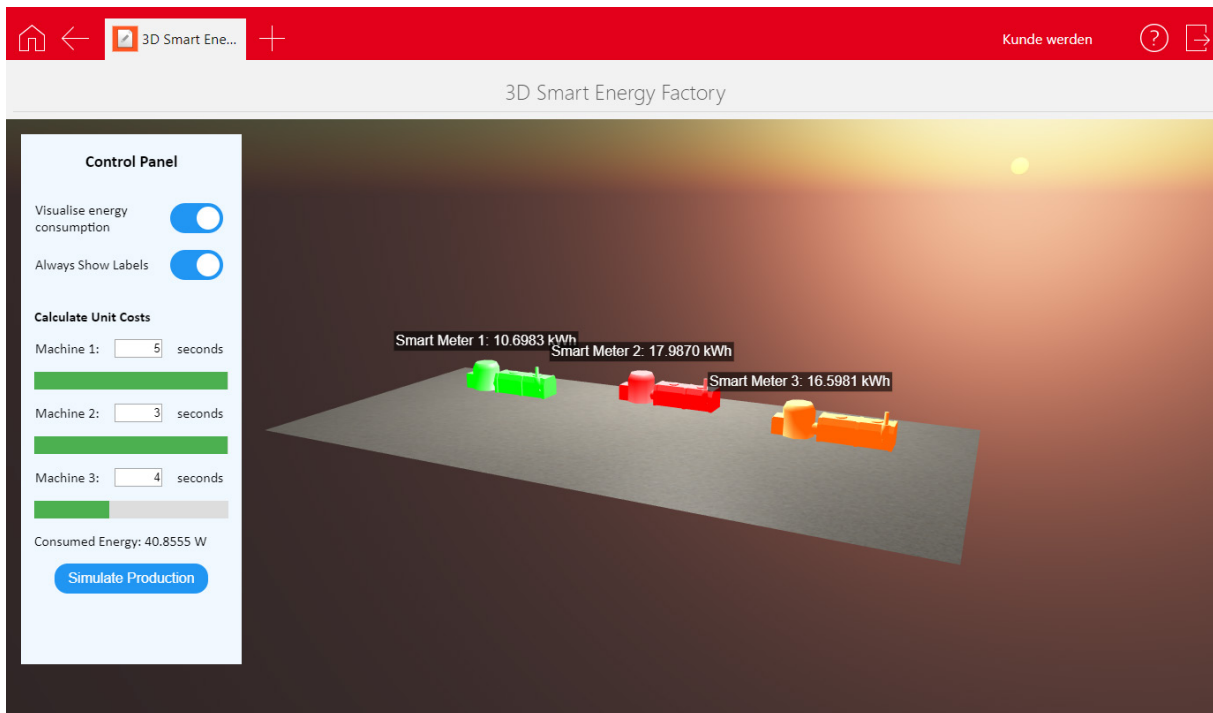 3D Smart Ene...
Kunde werden
?
3D Smart Energy Factory
Control Panel
Visualise energy
consumption
Always Show Labels
Calculate Unit Costs
Machine 1: 5 seconds
Machine 2: 3 seconds
Machine 3: 4 seconds
Consumed Energy: 40.8555 W
Simulate Production
Smart Meter 1: 10.6983 kWh
Smart Meter 2: 17.9870 kWh
Smart Meter 3: 16.5981 kWh